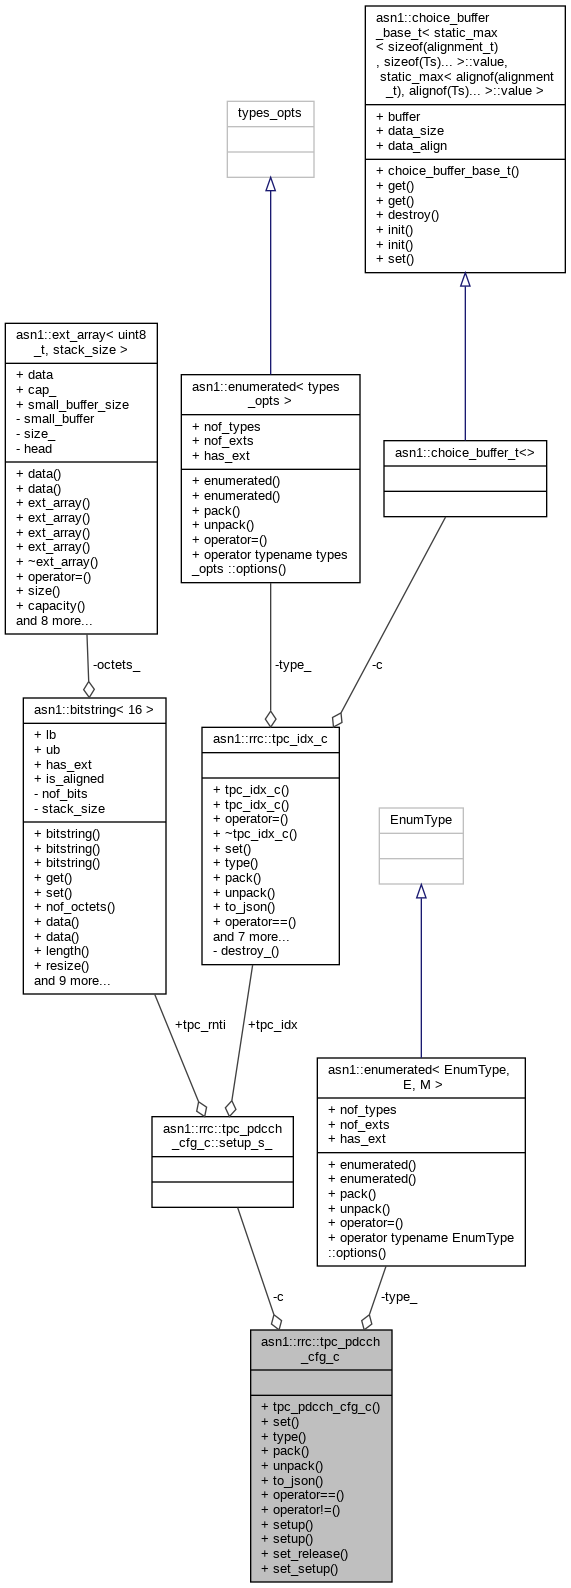 asn1::choice_buffer
_base_t< static_max
< sizeof(alignment_t)
, sizeof(Ts)... >::value,
static_max< alignof(alignment
_t), alignof(Ts)... >::value >
+ buffer
+ data_size
+ data_align
+ choice_buffer_base_t()
+ get()
+ get()
+ destroy()
+ init()
+ init()
+ set()
types_opts
asn1::ext_array< uint8
_t, stack_size >
+ data
+ cap_
+ small_buffer_size
- small_buffer
- size_
- head
+ data()
+ data()
+ ext_array()
+ ext_array()
+ ext_array()
+ ext_array()
+ ~ext_array()
+ operator=()
+ size()
+ capacity()
and 8 more...
asn1::enumerated< types
_opts >
+ nof_types
+ nof_exts
+ has_ext
+ enumerated()
+ enumerated()
+ pack()
+ unpack()
+ operator=()
+ operator typename types
_opts ::options()
asn1::choice_buffer_t<>
-octets_
-type_
-c
asn1::bitstring< 16 >
+ lb
+ ub
+ has_ext
+ is_aligned
- nof_bits
- stack_size
+ bitstring()
+ bitstring()
+ bitstring()
+ get()
+ set()
+ nof_octets()
+ data()
+ data()
+ length()
+ resize()
and 9 more...
asn1::rrc::tpc_idx_c
+ tpc_idx_c()
+ tpc_idx_c()
+ operator=()
+ ~tpc_idx_c()
+ set()
+ type()
+ pack()
+ unpack()
+ to_json()
+ operator==()
and 7 more...
- destroy_()
EnumType
+tpc_rnti
+tpc_idx
asn1::enumerated< EnumType,
E, M >
+ nof_types
+ nof_exts
+ has_ext
+ enumerated()
+ enumerated()
+ pack()
+ unpack()
+ operator=()
+ operator typename EnumType
::options()
asn1::rrc::tpc_pdcch
_cfg_c::setup_s_
-c
-type_
asn1::rrc::tpc_pdcch
_cfg_c
+ tpc_pdcch_cfg_c()
+ set()
+ type()
+ pack()
+ unpack()
+ to_json()
+ operator==()
+ operator!=()
+ setup()
+ setup()
+ set_release()
+ set_setup()